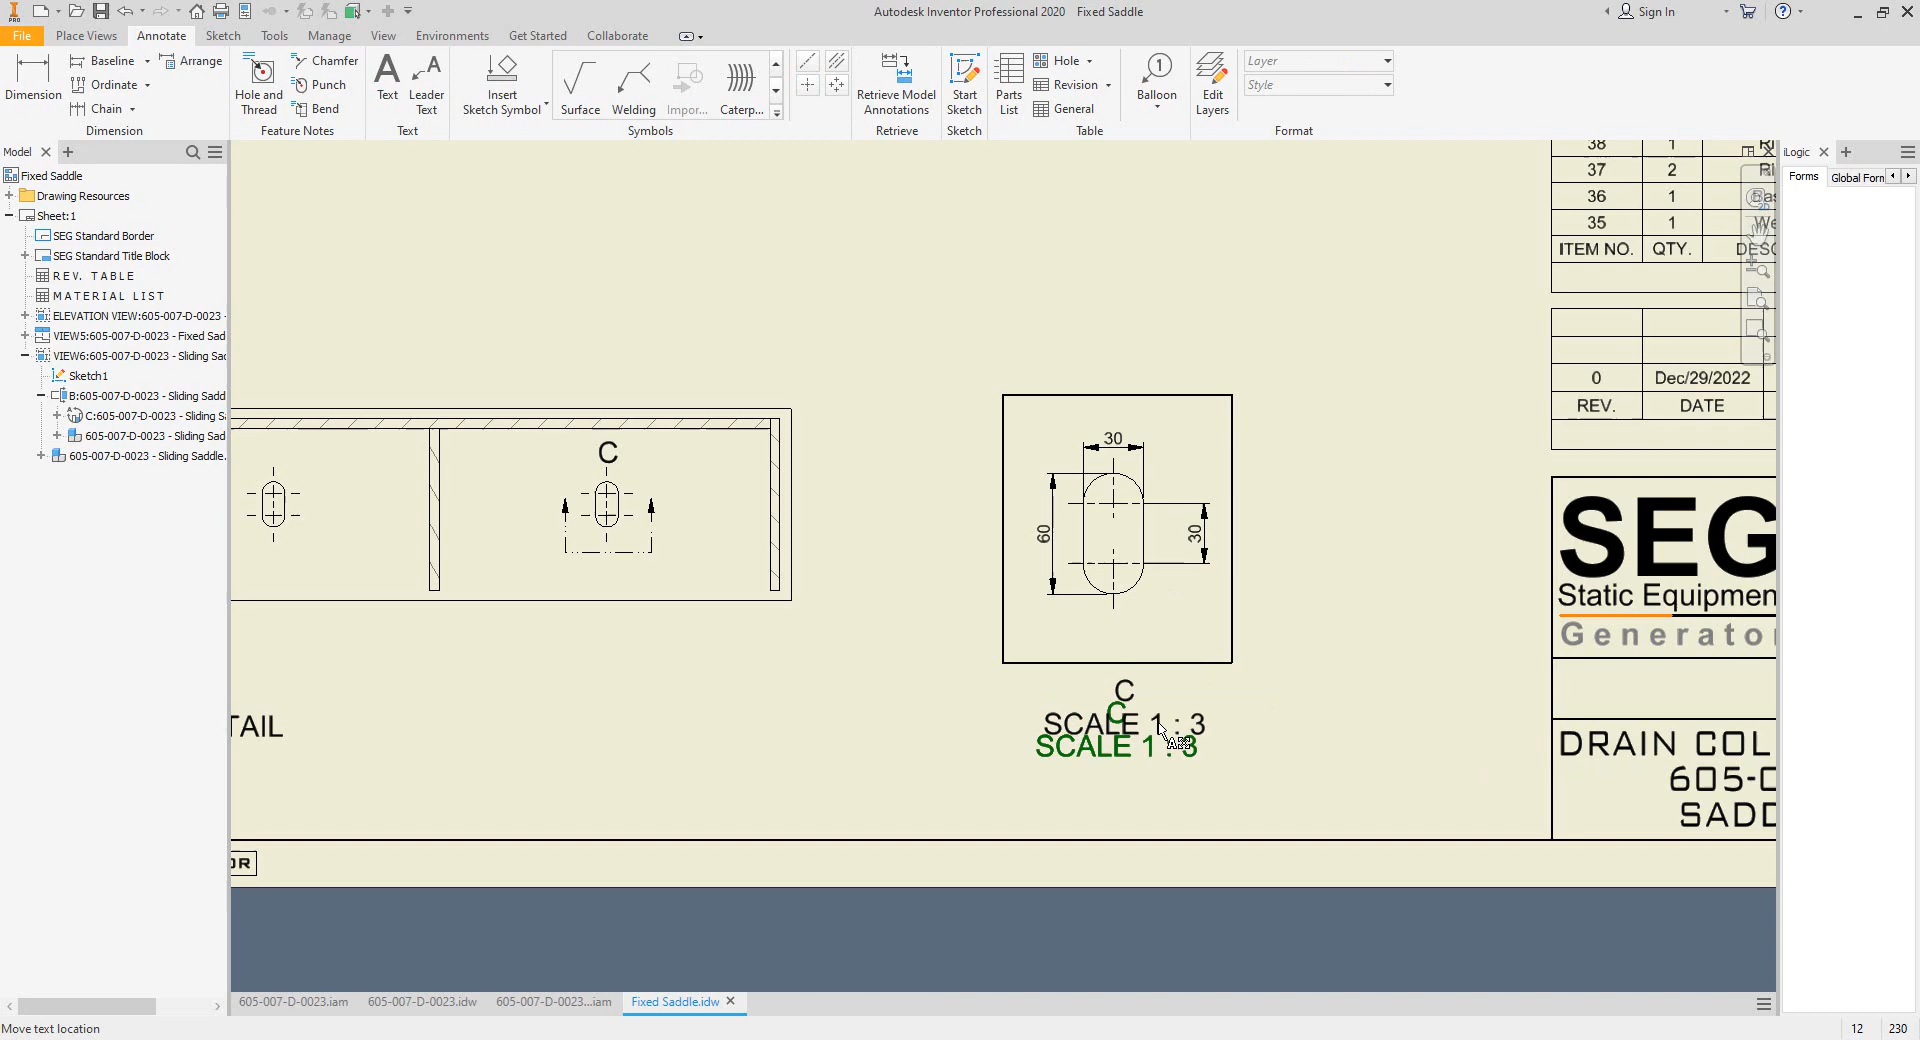 Autodesk Inventor Professional 2020 Fixed Saddle
Sign In
File Place Views Annotate Sketch Tools Manage View Environments Get Started Collaborate
Dimension
Baseline
Ordinate
Chain
Arrange
Dimension
Hole and Thread
Chamfer
Punch
Bend
Feature Notes
Text
Leader Text
Text
Insert Sketch Symbol
Surface
Welding
Impor...
Caterp...
Symbols
Retrieve Model Annotations
Retrieve
Start Sketch
Sketch
Parts List
Hole
Revision
General
Table
Balloon
Edit Layers
Layer
Style
Format
Model
Fixed Saddle
Drawing Resources
Sheet:1
SEG Standard Border
SEG Standard Title Block
REV. TABLE
MATERIAL LIST
ELEVATION VIEW:605-007-D-0023 -
VIEW5:605-007-D-0023 - Fixed Sad
VIEW6:605-007-D-0023 - Sliding Sad
Sketch1
B:605-007-D-0023 - Sliding Sadd
C:605-007-D-0023 - Sliding S
605-007-D-0023 - Sliding Sad
605-007-D-0023 - Sliding Saddle.
C
30
60
30
C
SCALE 1 : 3
C
SCALE 1 : 3
TAIL
38 1
37 2
36 1
35 1
ITEM NO. QTY. DESC
0 Dec/29/2022
REV. DATE
SEG
Static Equipmen
Generato
DRAIN COL
605-0
SADD
OR
iLogic
Forms Global Forn
605-007-D-0023.iam 605-007-D-0023.idw 605-007-D-0023...iam Fixed Saddle.idw
Move text location
12 230